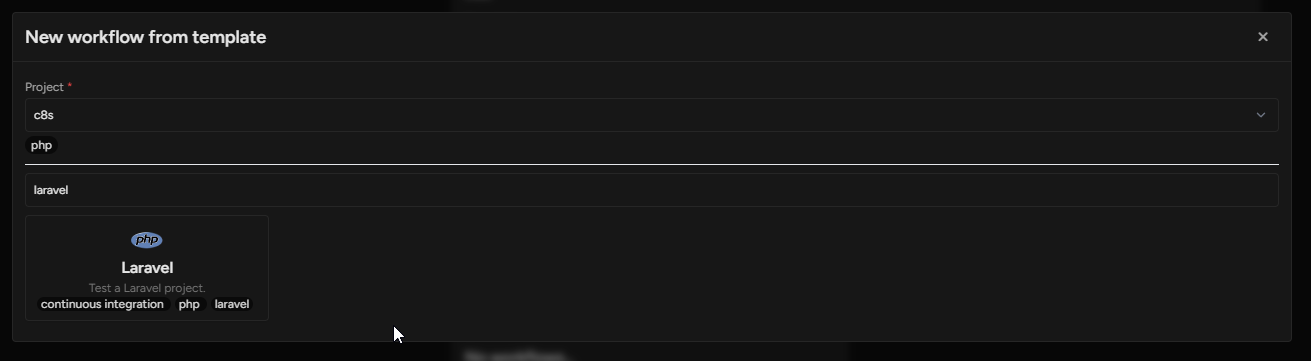 New workflow from template
Project *
c8s
php
laravel
php
Laravel
Test a Laravel project.
continuous integration php laravel